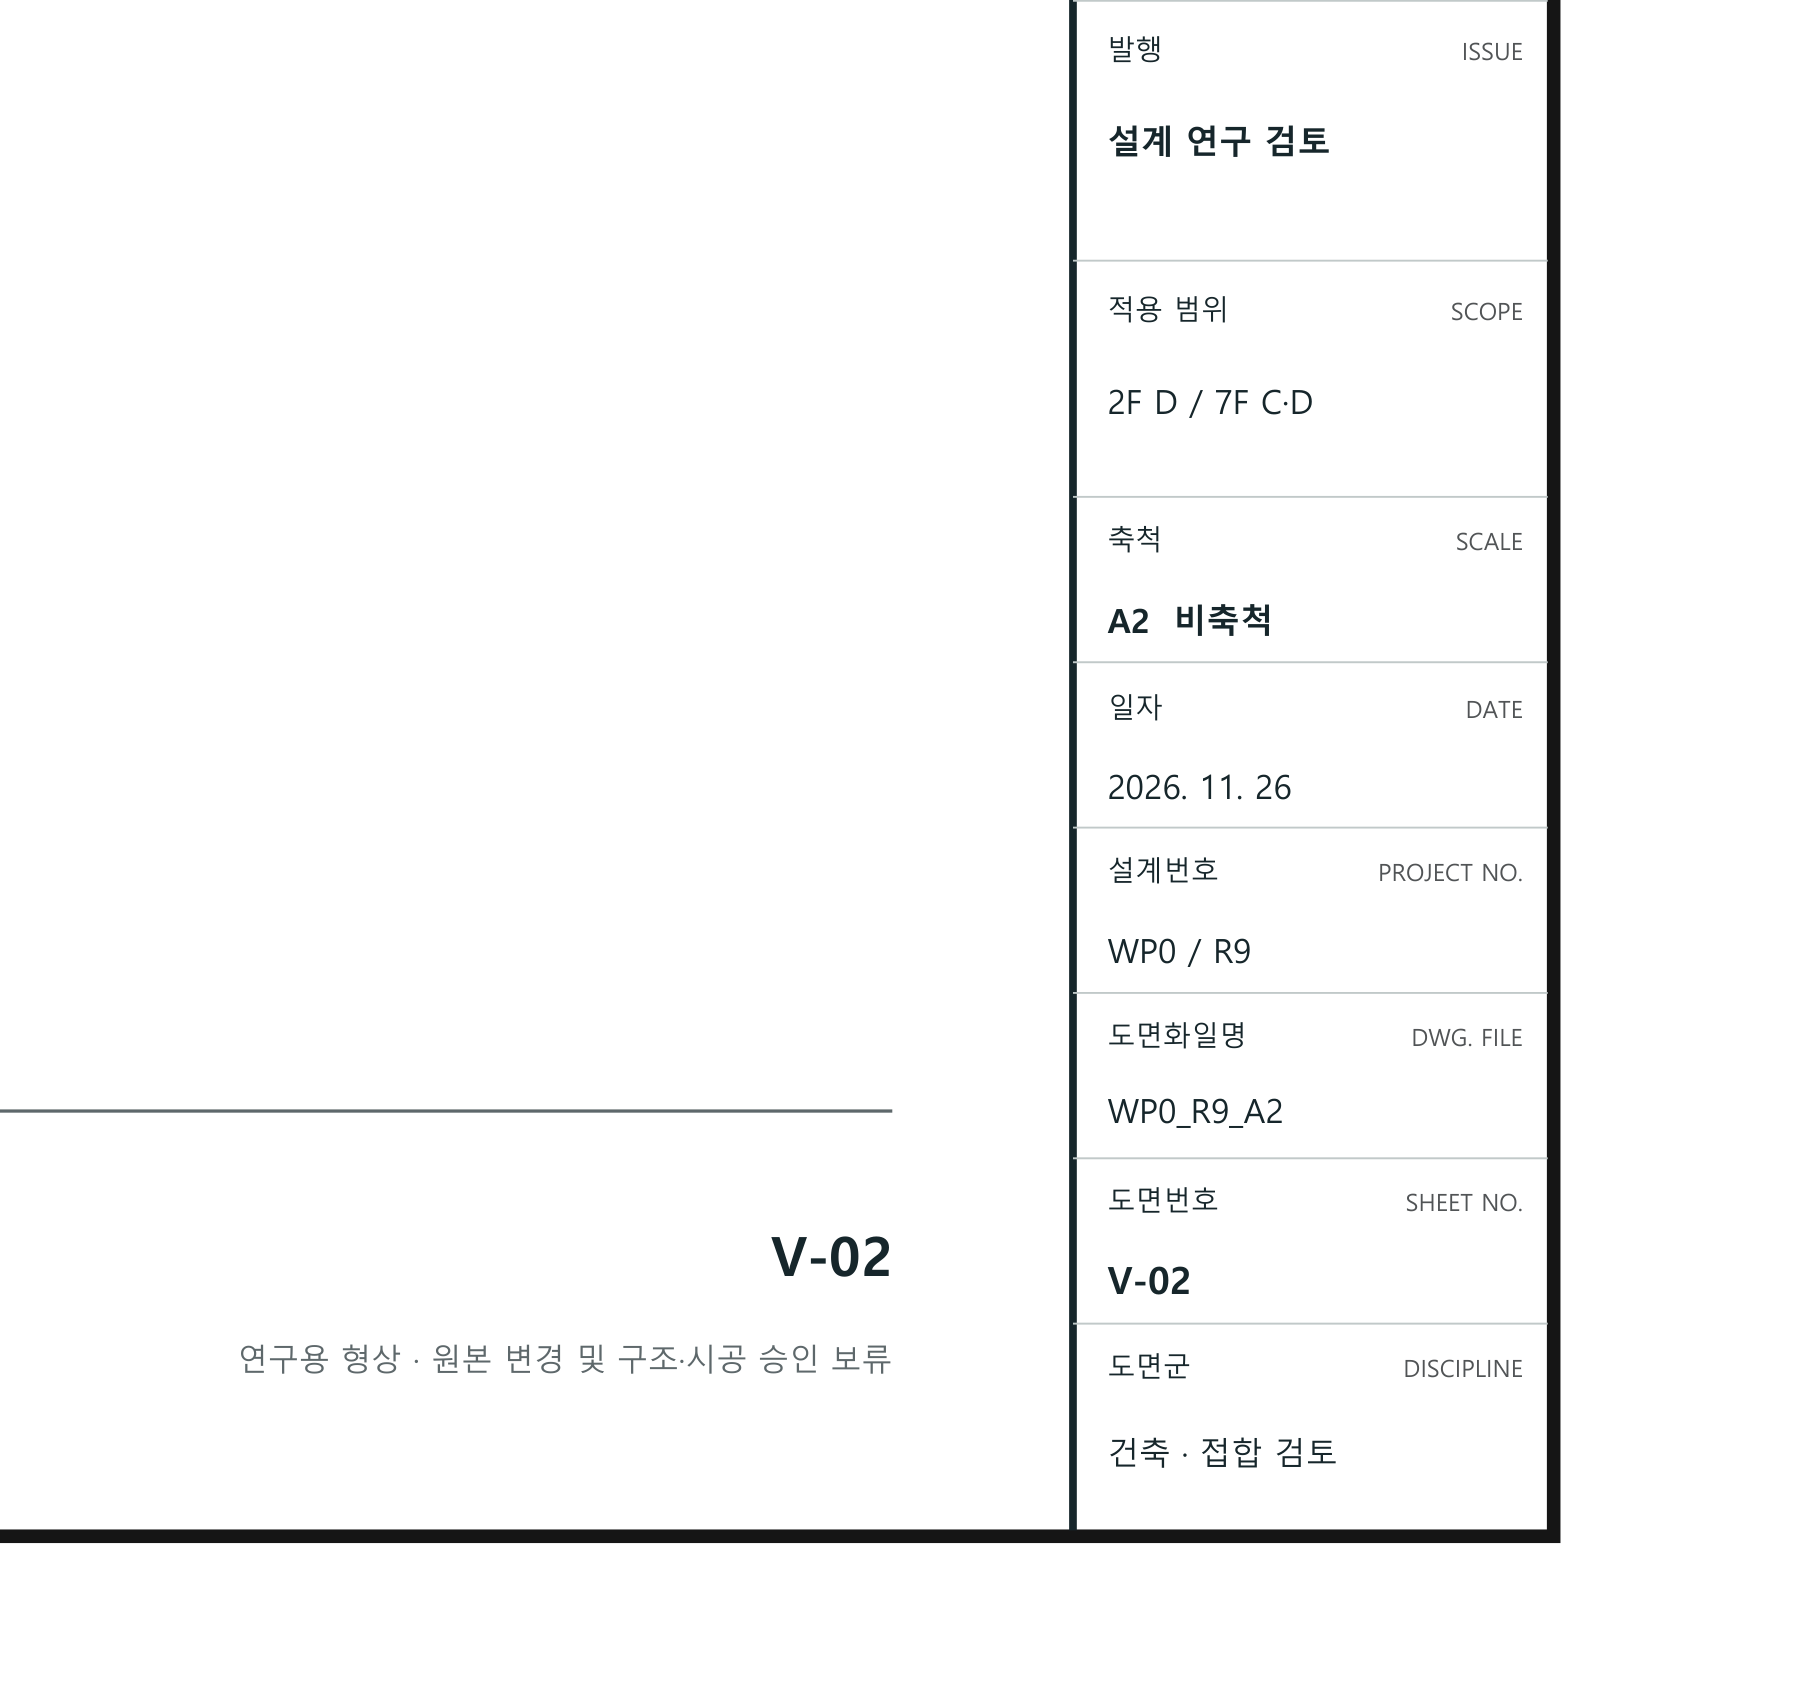 발행 ISSUE
설계 연구 검토
적용 범위 SCOPE
2F D / 7F C·D
축척 SCALE
A2 비축척
일자 DATE
2026. 11. 26
설계번호 PROJECT NO.
WP0 / R9
도면화일명 DWG. FILE
WP0_R9_A2
도면번호 SHEET NO.
V-02
도면군 DISCIPLINE
건축 · 접합 검토
V-02
연구용 형상 · 원본 변경 및 구조·시공 승인 보류